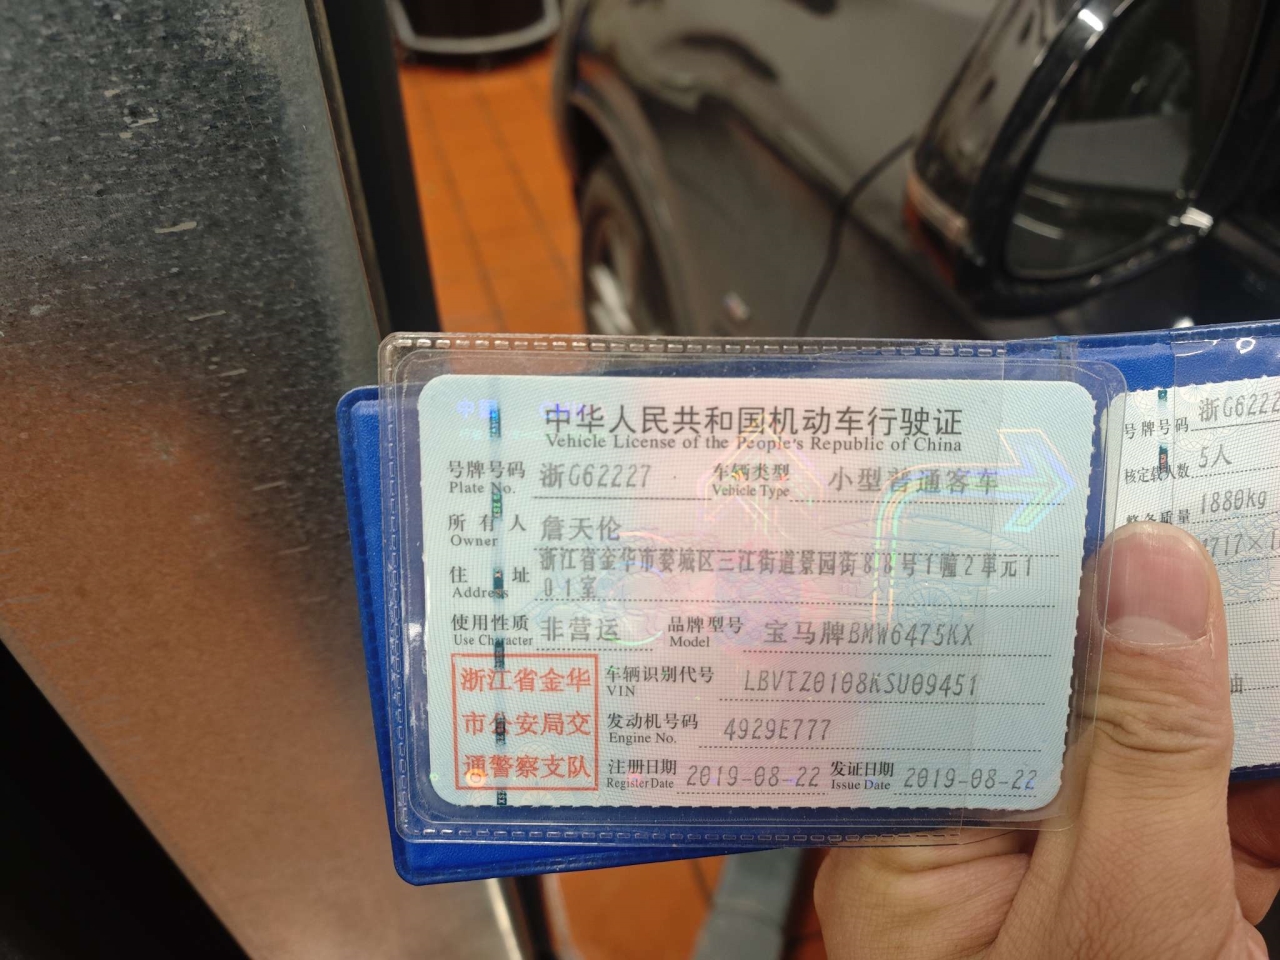 中华人民共和国机动车行驶证
Vehicle License of the People's Republic of China
号牌号码 浙G62227 车辆类型 小型普通客车
Plate No. Vehicle Type
所有人 詹天伦
Owner
住址 浙江省金华市婺城区三江街道景园街88号1幢2单元1
Address 01室
使用性质 非营运 品牌型号 宝马牌BMW6475KX
Use Character Model
浙江省金华
市公安局交
通警察支队
车辆识别代号 LBVTZ0108KSU09451
VIN
发动机号码 4929E777
Engine No.
注册日期 2019-08-22 发证日期 2019-08-22
Register Date Issue Date
号牌号码 浙G6222
核定载人数 5人
整备质量 1880kg
油